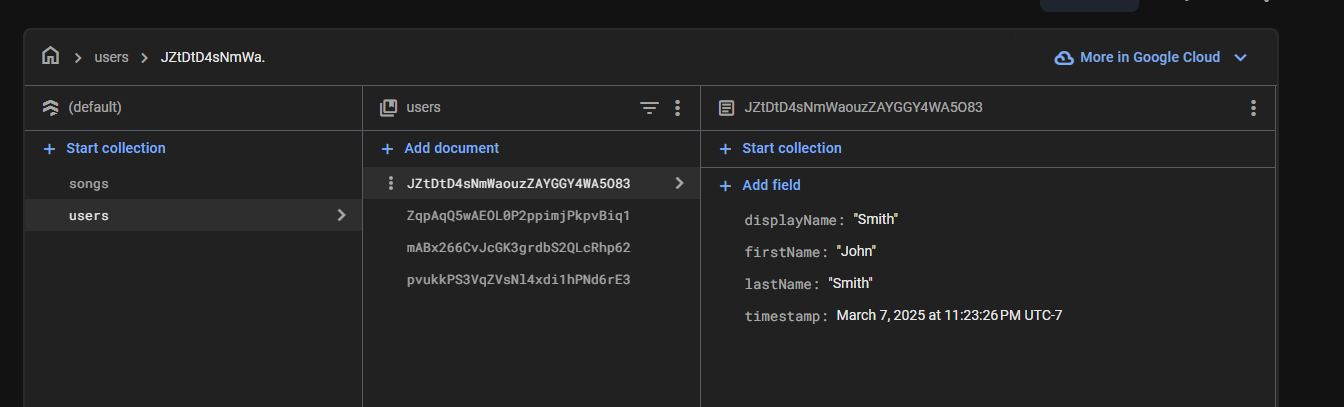 users JZtDtD4sNmWa.
More in Google Cloud
(default)
users
JZtDtD4sNmWaouzZAYGGY4WA5O83
+ Start collection
+ Add document
+ Start collection
songs
users
JZtDtD4sNmWaouzZAYGGY4WA5O83
ZqpAqQ5wAEOL0P2ppimjPkpvBiq1
mABx266CvJcGK3grdbS2QLcRhp62
pvukkPS3VqZVsNl4xdi1hPNd6rE3
+ Add field
displayName: "Smith"
firstName: "John"
lastName: "Smith"
timestamp: March 7, 2025 at 11:23:26 PM UTC-7